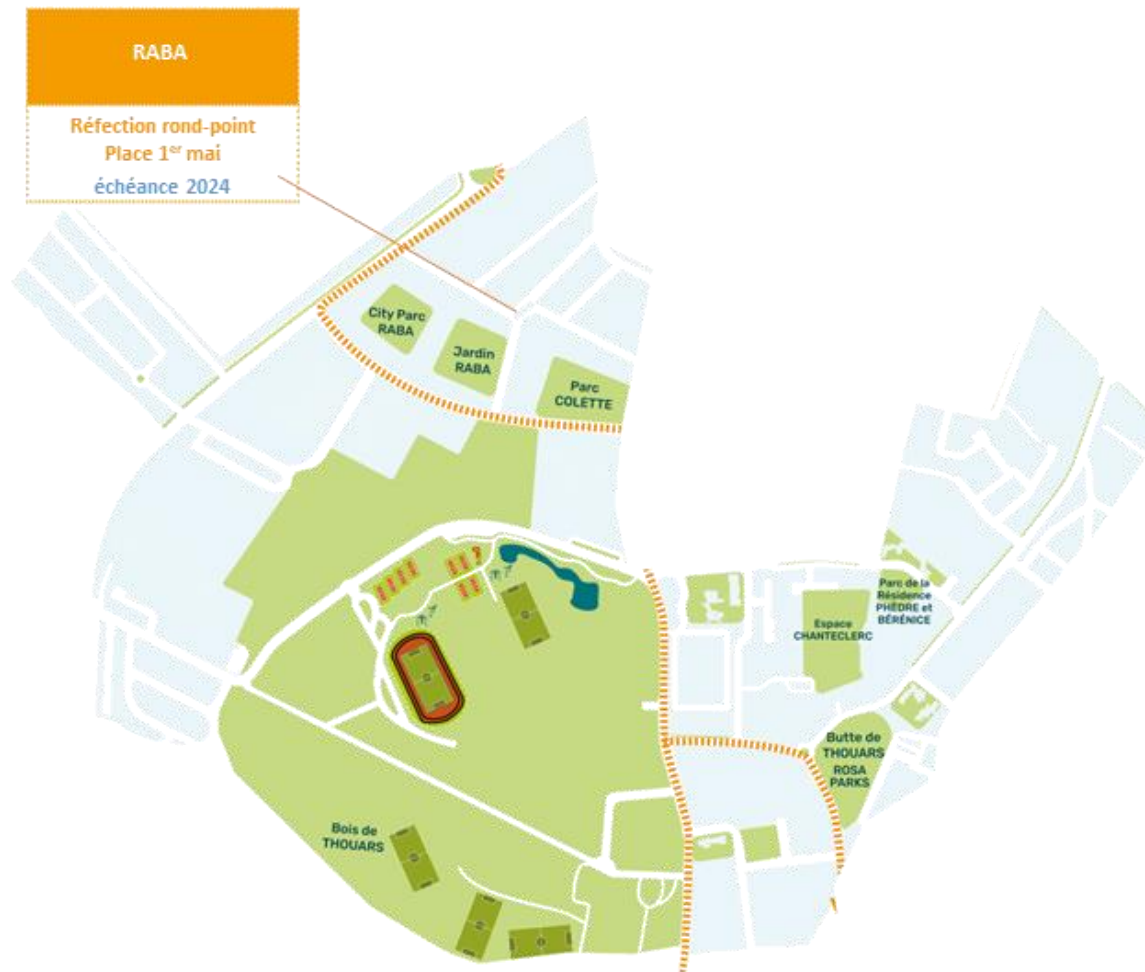 RABA
Réfection rond-point
Place 1er mai
échéance 2024
City Parc
RABA
Jardin
RABA
Parc
COLETTE
Parc de la
Résidence
PHÈDRE et
BÉRÉNICE
Espace
CHANTECLERC
Butte de
THOUARS
ROSA
PARKS
Bois de
THOUARS